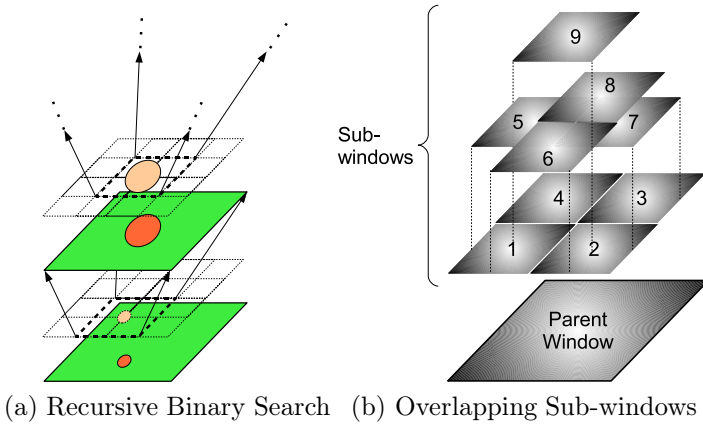 9
8
5
7
Sub-
windows
6
4
3
1
2
Parent
Window
(a) Recursive Binary Search
(b) Overlapping Sub-windows